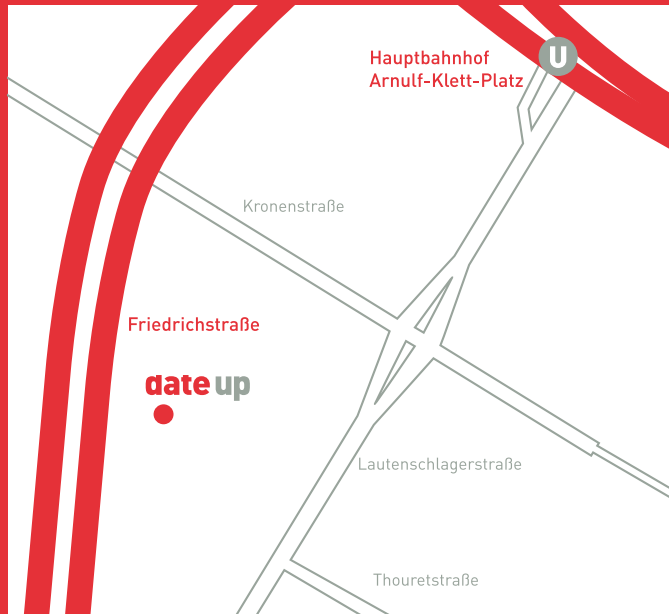 Hauptbahnhof
Arnulf-Klett-Platz
U
Kronenstraße
Friedrichstraße
date up
Lautenschlagerstraße
Thouretstraße